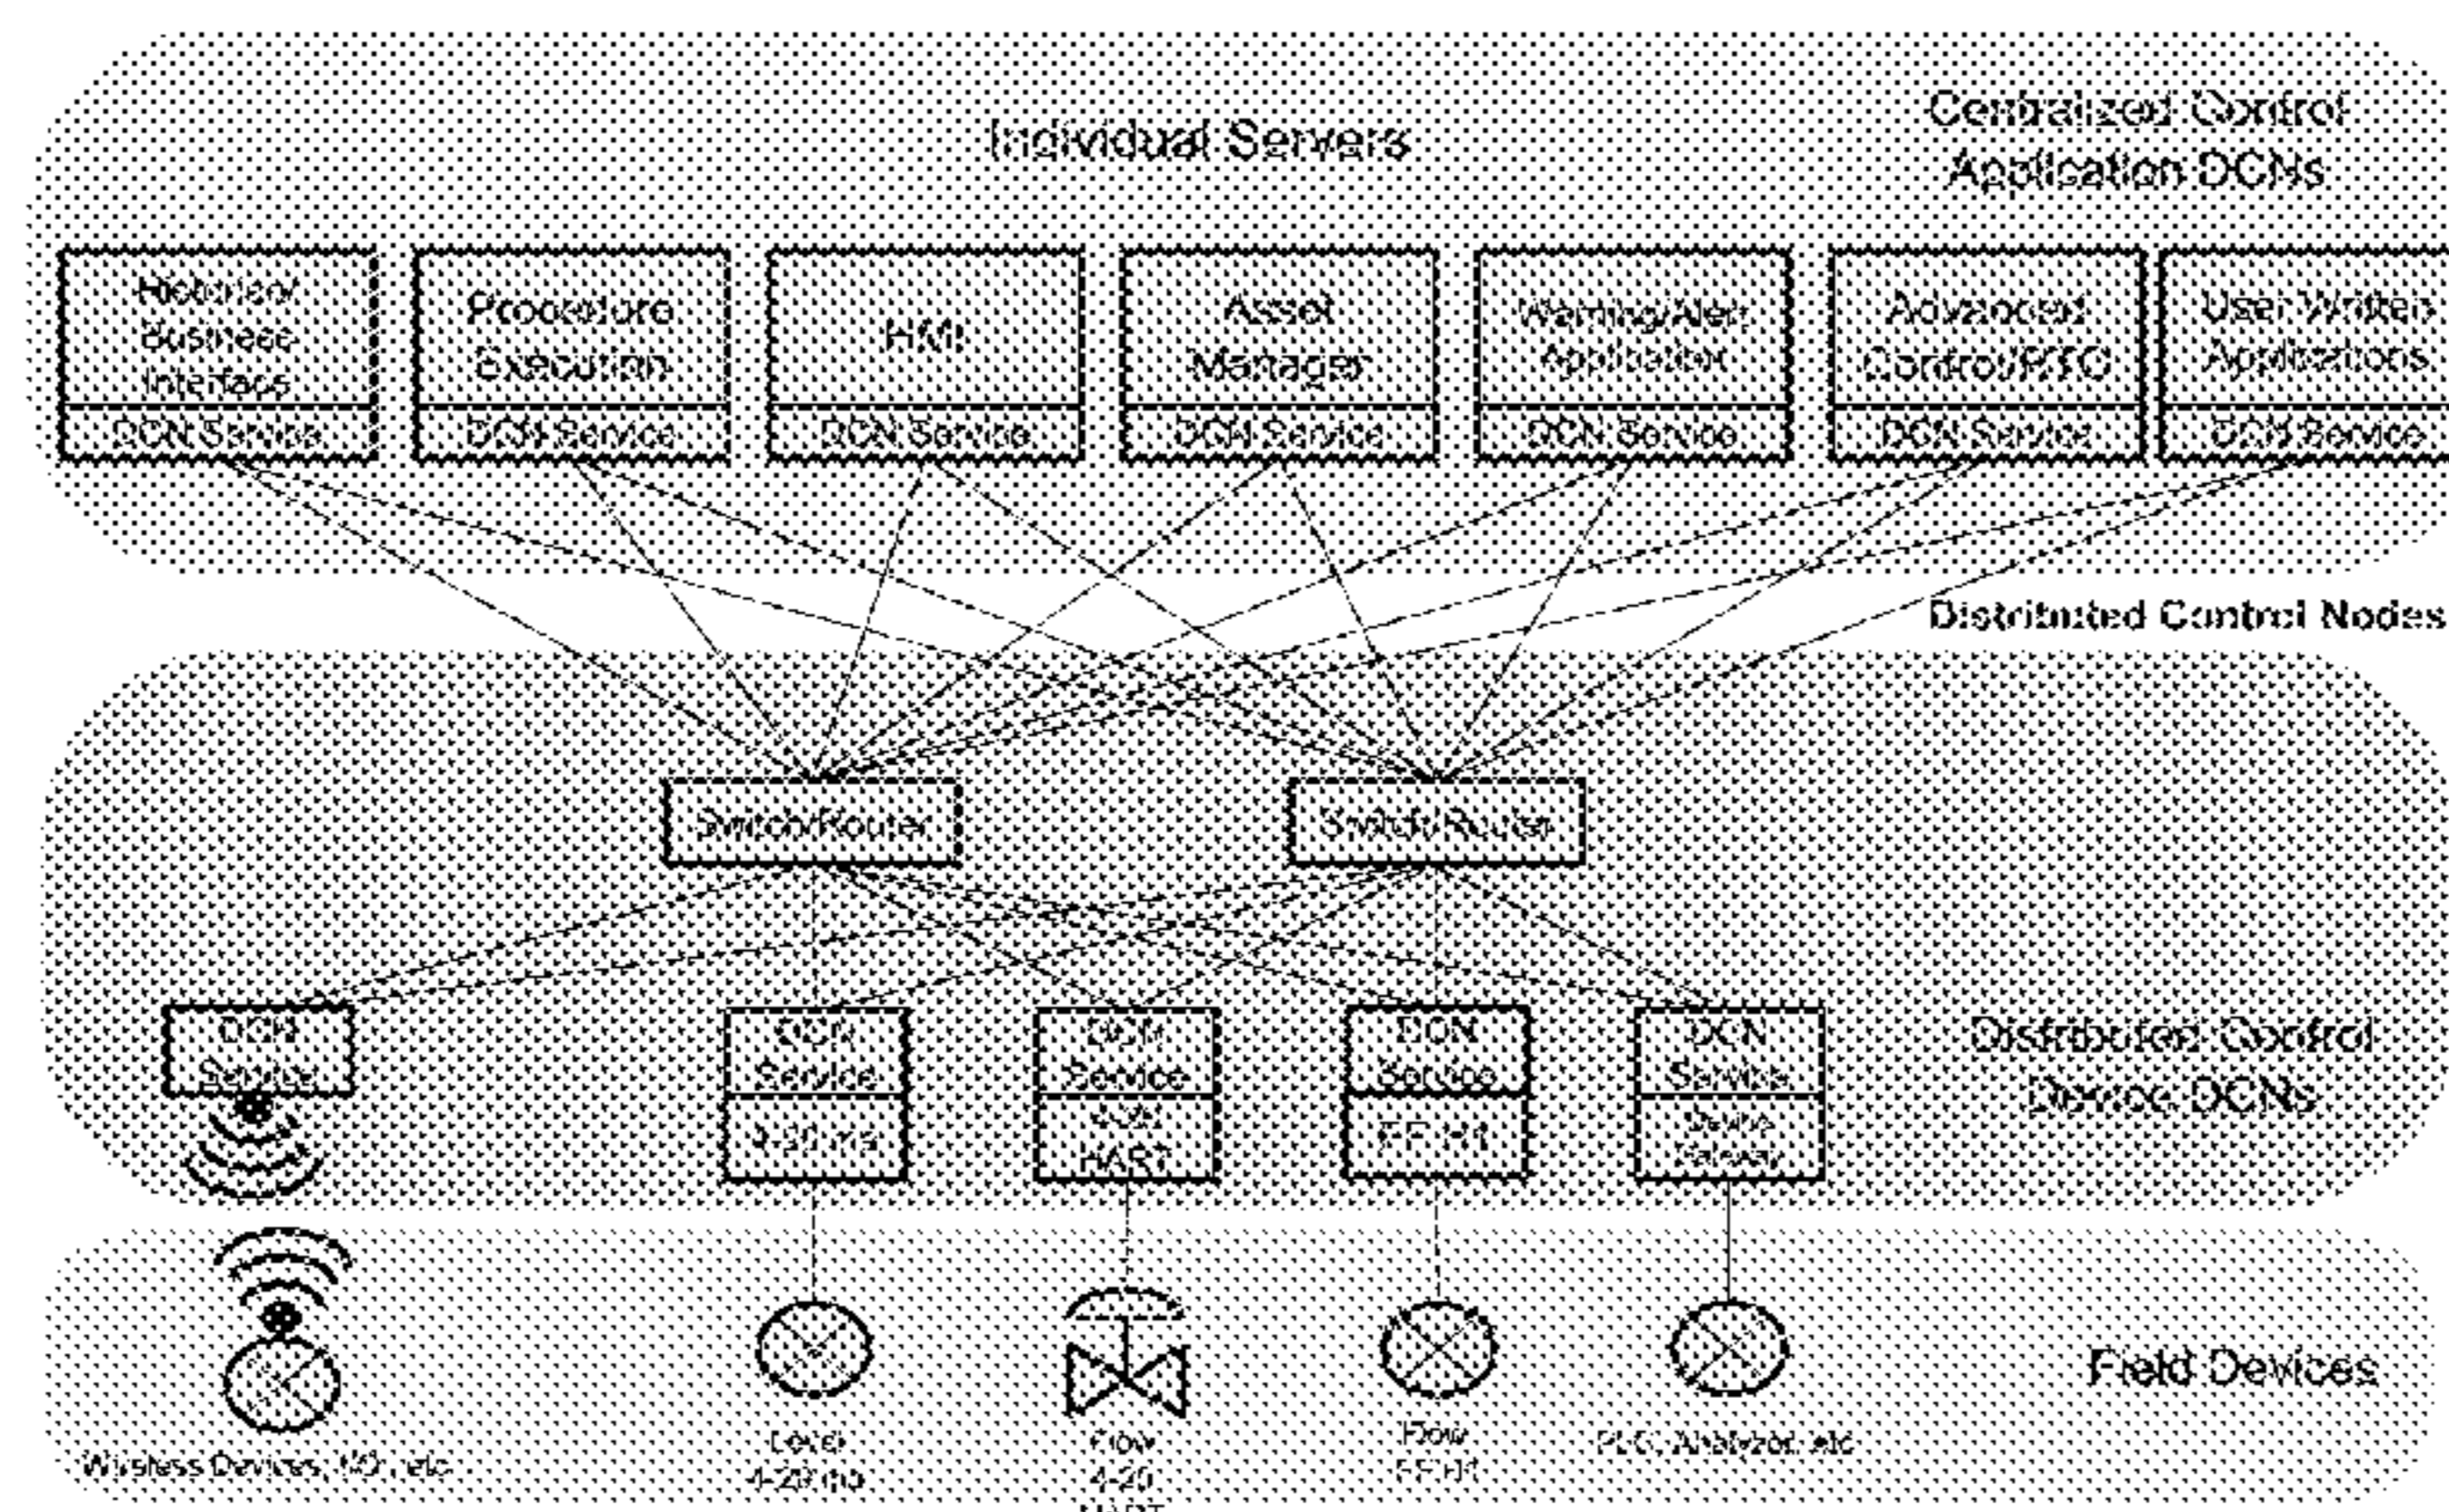 Individual Servers
Centralized Control
Application DCNs
Historian/
Business
Interface
DCN Service
Procedure
Execution
DCN Service
HMI
DCN Service
Asset
Manager
DCN Service
Warning/Alert
Application
DCN Service
Advanced
Control/RTO
DCN Service
User Written
Applications
DCN Service
Distributed Control Nodes
Switch/Router
Switch/Router
DCN
Service
DCN
Service
4-20 ma
DCN
Service
4-20
HART
DCN
Service
FF H1
DCN
Service
Device
Gateway
Distributed Control
Device DCNs
Field Devices
Wireless Devices, etc
Level
4-20 ma
Flow
4-20
HART
Flow
FF H1
PLC, Analyzer, etc